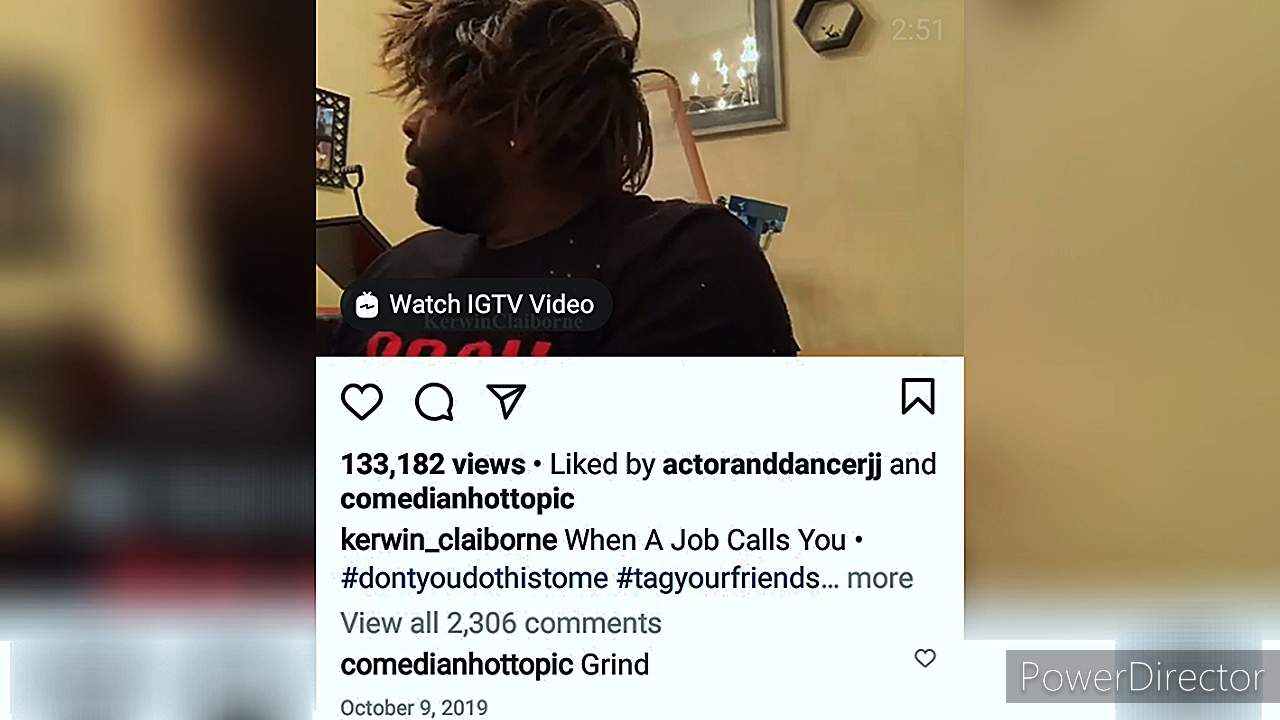 2:51
Watch IGTV Video
KerwinClaiborne
133,182 views • Liked by actoranddancerjj and
comedianhottopic
kerwin_claiborne When A Job Calls You •
#dontyoudothistome #tagyourfriends... more
View all 2,306 comments
comedianhottopic Grind
October 9, 2019
PowerDirector